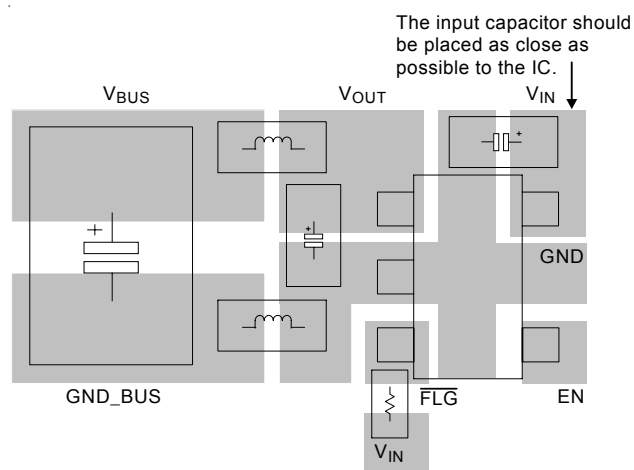 The input capacitor should
be placed as close as
possible to the IC.
VBUS VOUT VIN
+
+
+
GND
GND_BUS FLG EN
VIN